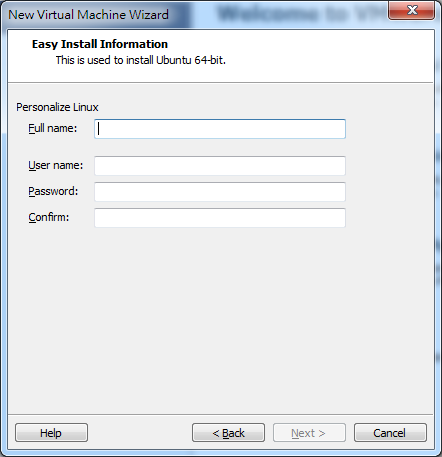 New Virtual Machine Wizard
Welcome to VM
Easy Install Information
This is used to install Ubuntu 64-bit.
Personalize Linux
Full name:
User name:
Password:
Confirm:
Help
< Back
Next >
Cancel